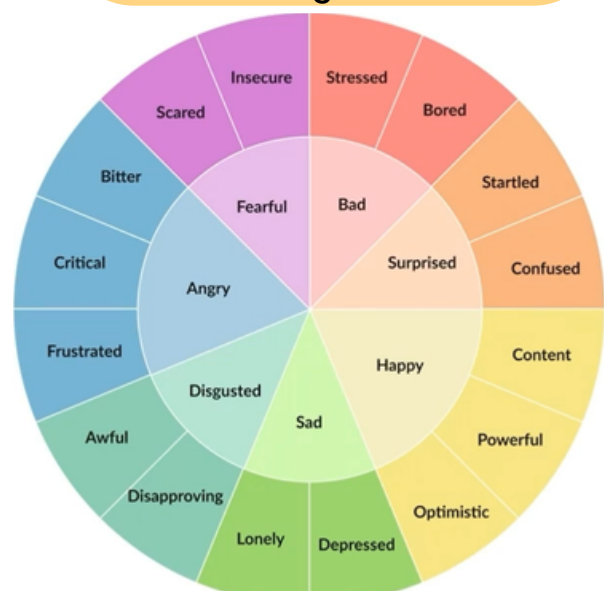 Insecure
Stressed
Scared
Bored
Bitter
Startled
Fearful
Bad
Critical
Surprised
Confused
Angry
Frustrated
Happy
Content
Disgusted
Sad
Awful
Powerful
Disapproving
Optimistic
Lonely
Depressed